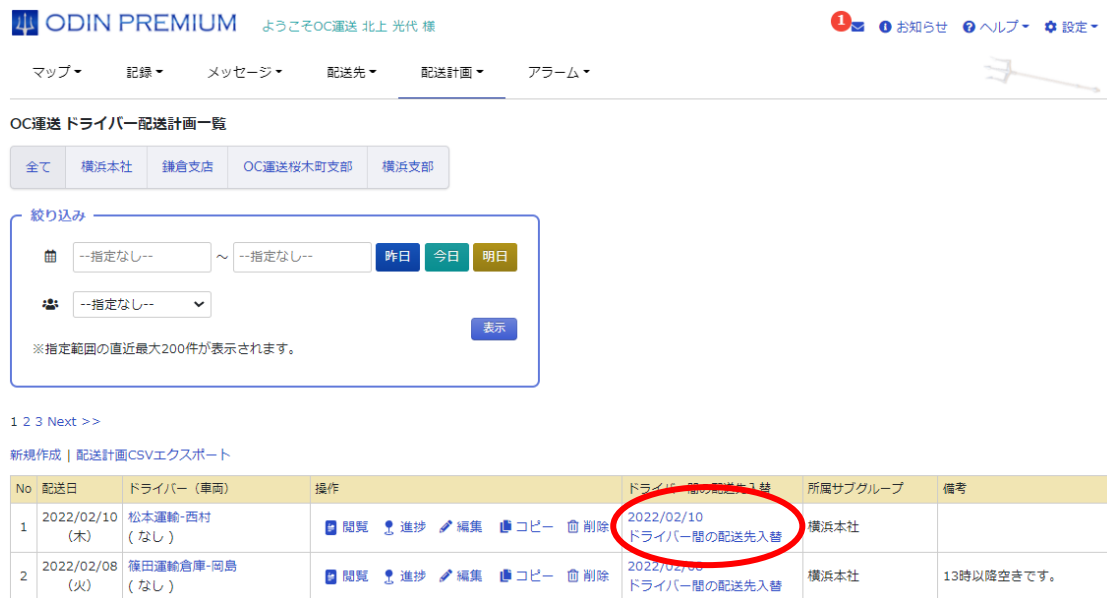 ODIN PREMIUM ようこそOC運送 北上 光代 様
1 お知らせ ヘルプ 設定
マップ 記録 メッセージ 配送先 配送計画 アラーム
OC運送 ドライバー配送計画一覧
全て 横浜本社 鎌倉支店 OC運送桜木町支部 横浜支部
絞り込み
--指定なし-- ～ --指定なし-- 昨日 今日 明日
--指定なし--
表示
※指定範囲の直近最大200件が表示されます。
1 2 3 Next >>
新規作成 | 配送計画CSVエクスポート
No 配送日 ドライバー（車両） 操作 ドライバー間の配送先入替 所属サブグループ 備考
1 2022/02/10 （木） 松本運輸-西村 ( なし ) 閲覧 進捗 編集 コピー 削除 2022/02/10 ドライバー間の配送先入替 横浜本社
2 2022/02/08 （火） 篠田運輸倉庫-岡島 ( なし ) 閲覧 進捗 編集 コピー 削除 2022/02/08 ドライバー間の配送先入替 横浜本社 13時以降空きです。